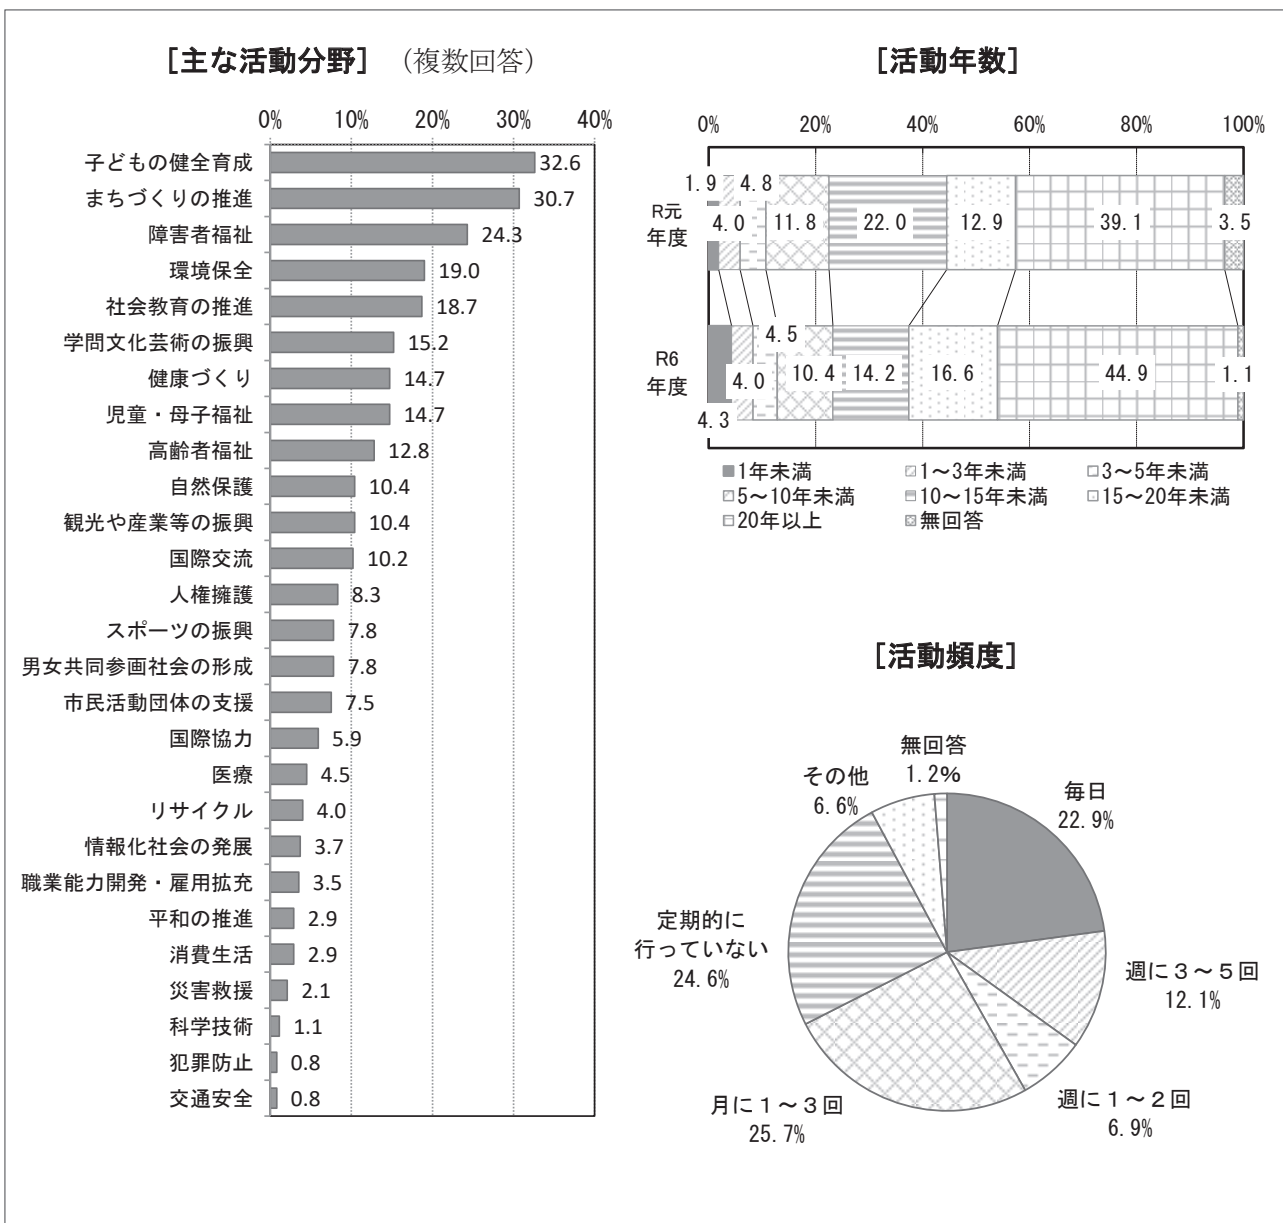 [主な活動分野] (複数回答)
0% 10% 20% 30% 40%
子どもの健全育成 32.6
まちづくりの推進 30.7
障害者福祉 24.3
環境保全 19.0
社会教育の推進 18.7
学問文化芸術の振興 15.2
健康づくり 14.7
児童・母子福祉 14.7
高齢者福祉 12.8
自然保護 10.4
観光や産業等の振興 10.4
国際交流 10.2
人権擁護 8.3
スポーツの振興 7.8
男女共同参画社会の形成 7.8
市民活動団体の支援 7.5
国際協力 5.9
医療 4.5
リサイクル 4.0
情報化社会の発展 3.7
職業能力開発・雇用拡充 3.5
平和の推進 2.9
消費生活 2.9
災害救援 2.1
科学技術 1.1
犯罪防止 0.8
交通安全 0.8
[活動年数]
0% 20% 40% 60% 80% 100%
1.9 4.8
R元
年度
4.0 11.8 22.0 12.9 39.1 3.5
4.5
R6
年度
4.0 10.4 14.2 16.6 44.9 1.1
4.3
1年未満 1～3年未満 3～5年未満
5～10年未満 10～15年未満 15～20年未満
20年以上 無回答
[活動頻度]
無回答
1.2%
その他
6.6%
毎日
22.9%
定期的に
行っていない
24.6%
週に３～５回
12.1%
月に１～３回
25.7%
週に１～２回
6.9%